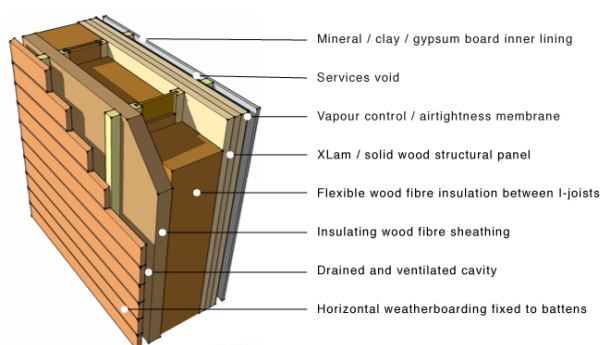 Mineral / clay / gypsum board inner lining
Services void
Vapour control / airtightness membrane
XLam / solid wood structural panel
Flexible wood fibre insulation between I-joists
Insulating wood fibre sheathing
Drained and ventilated cavity
Horizontal weatherboarding fixed to battens